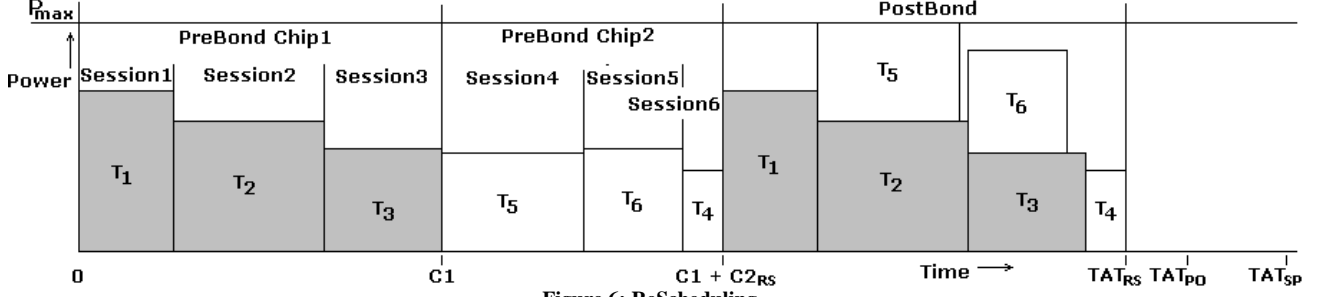 Pmax
PreBond Chip1 PreBond Chip2 PostBond
Power
Session1 Session2 Session3 Session4 Session5 Session6
T1 T2 T3 T5 T6 T4 T1 T5 T2 T6 T3 T4
0 C1 C1 + C2RS Time TATRS TATPO TATSP
Figure 6: ReScheduling